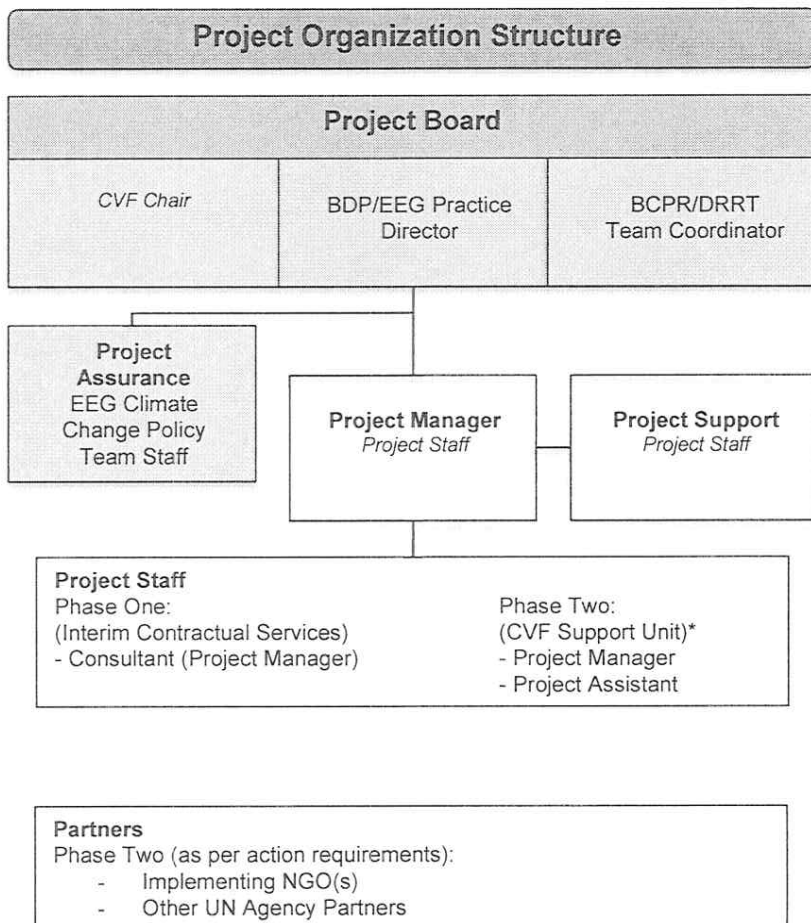 Project Organization Structure
Project Board
CVF Chair
BDP/EEG Practice
Director
BCPR/DRRT
Team Coordinator
Project
Assurance
EEG Climate
Change Policy
Team Staff
Project Manager
Project Staff
Project Support
Project Staff
Project Staff
Phase One:
(Interim Contractual Services)
- Consultant (Project Manager)
Phase Two:
(CVF Support Unit)*
- Project Manager
- Project Assistant
Partners
Phase Two (as per action requirements):
- Implementing NGO(s)
- Other UN Agency Partners